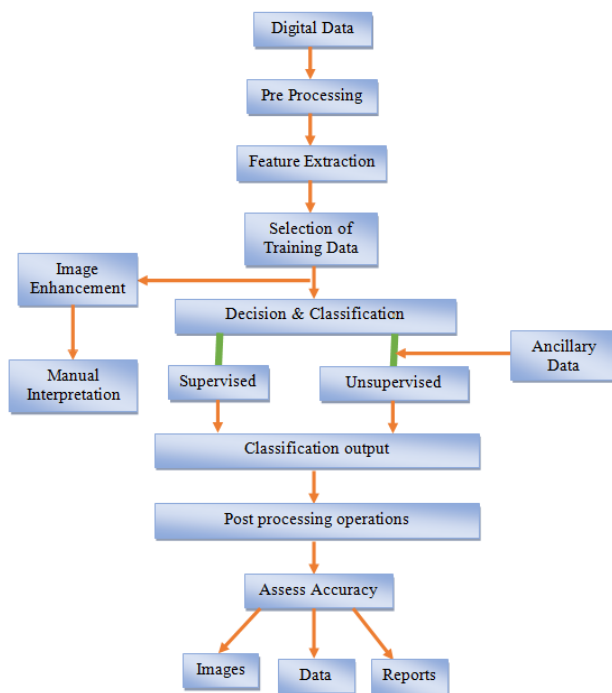 Digital Data
Pre Processing
Feature Extraction
Selection of
Training Data
Image
Enhancement
Decision & Classification
Ancillary
Data
Manual
Interpretation
Supervised
Unsupervised
Classification output
Post processing operations
Assess Accuracy
Images
Data
Reports